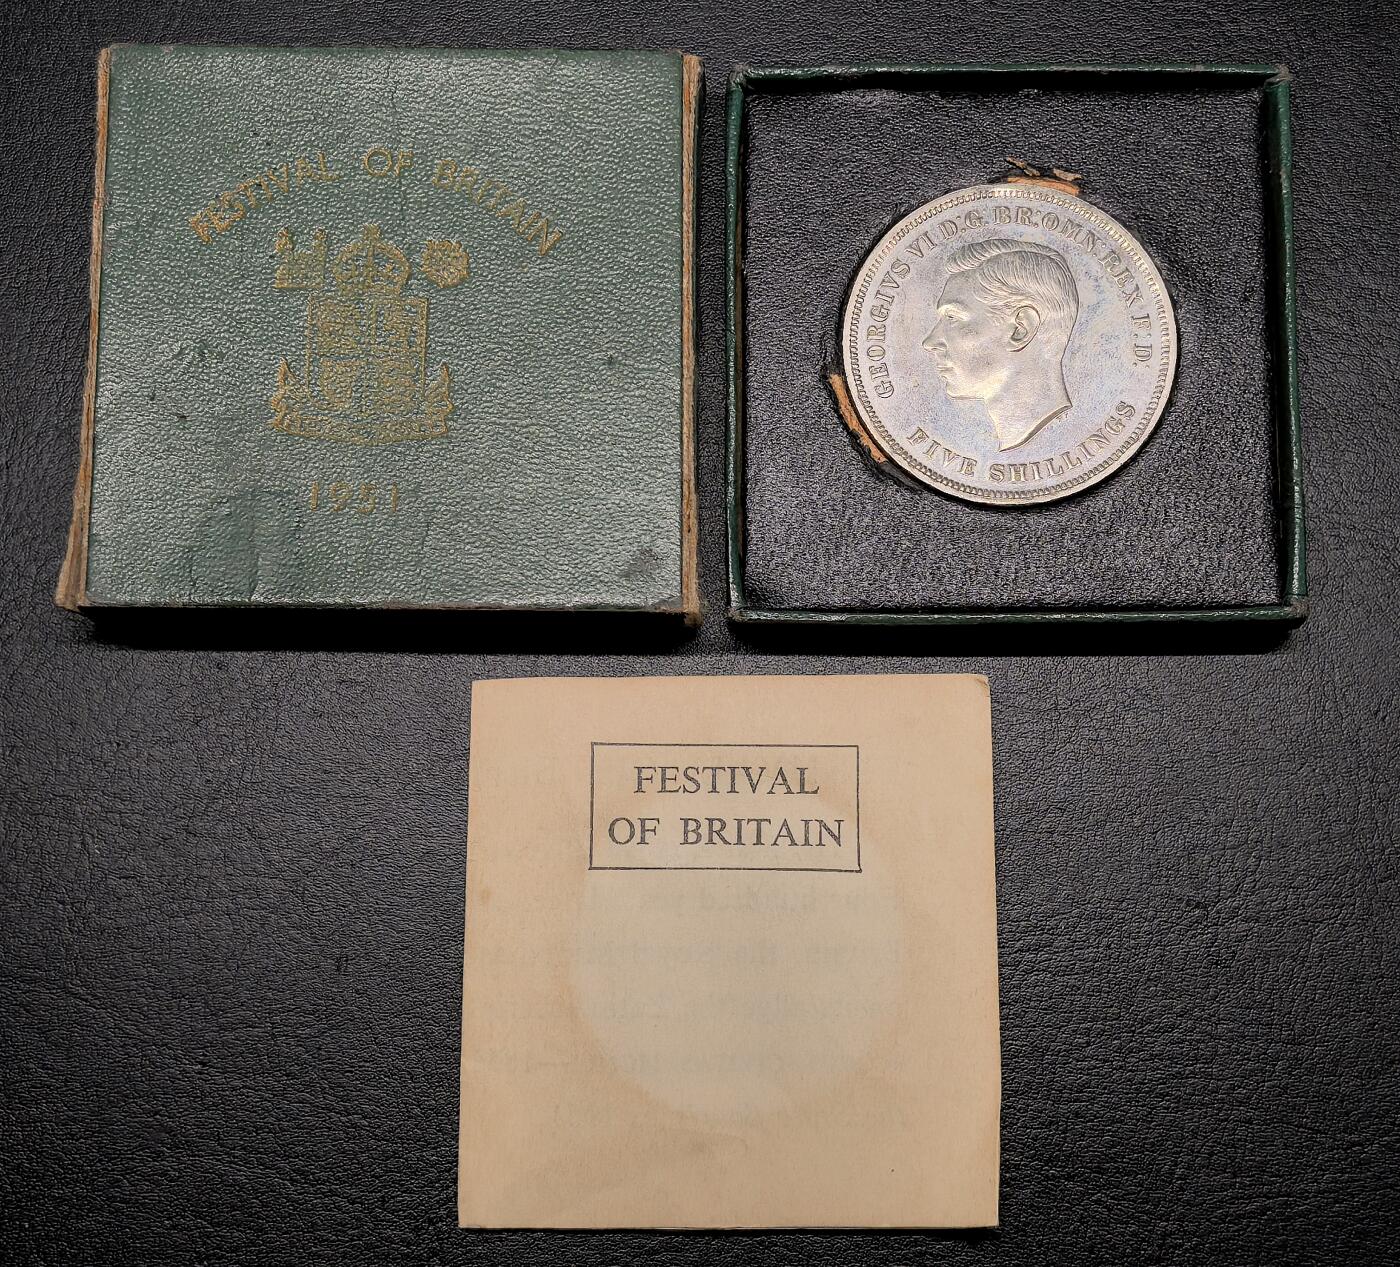 FESTIVAL OF BRITAIN
1951
GEORGIVS VI D:G.BR:OMN:REX F.D.
FIVE SHILLINGS
FESTIVAL
OF BRITAIN